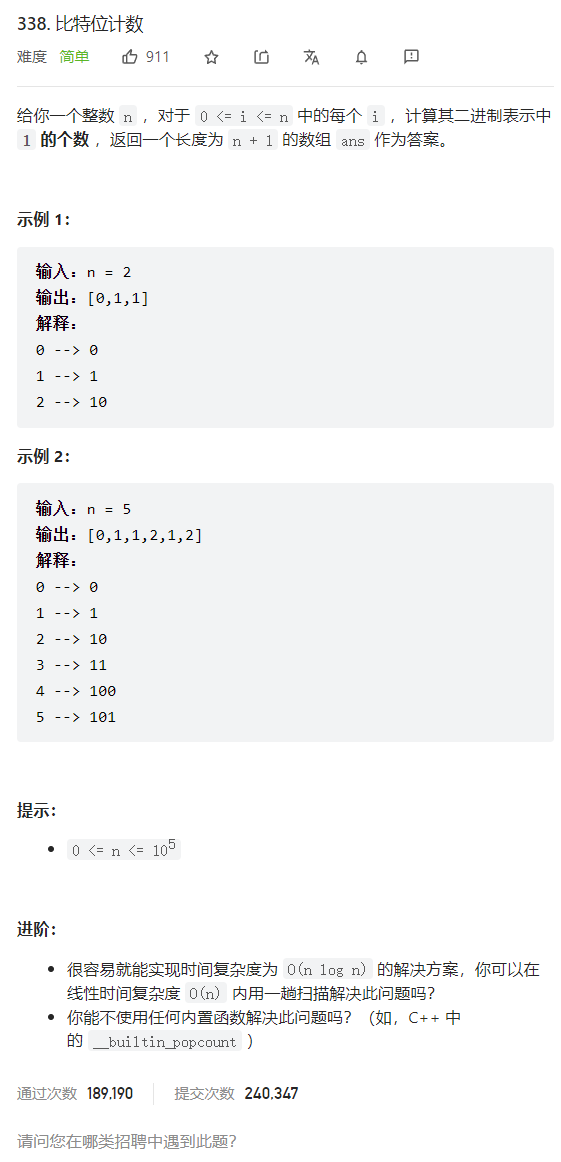 338. 比特位计数
难度 简单 911
给你一个整数 n ，对于 0 <= i <= n 中的每个 i ，计算其二进制表示中
1 的个数 ，返回一个长度为 n + 1 的数组 ans 作为答案。
示例 1：
输入：n = 2
输出：[0,1,1]
解释：
0 --> 0
1 --> 1
2 --> 10
示例 2：
输入：n = 5
输出：[0,1,1,2,1,2]
解释：
0 --> 0
1 --> 1
2 --> 10
3 --> 11
4 --> 100
5 --> 101
提示：
• 0 <= n <= 10⁵
进阶：
• 很容易就能实现时间复杂度为 O(n log n) 的解决方案，你可以在
线性时间复杂度 O(n) 内用一趟扫描解决此问题吗？
• 你能不使用任何内置函数解决此问题吗？（如，C++ 中
的 __builtin_popcount ）
通过次数 189,190 提交次数 240,347
请问您在哪类招聘中遇到此题？